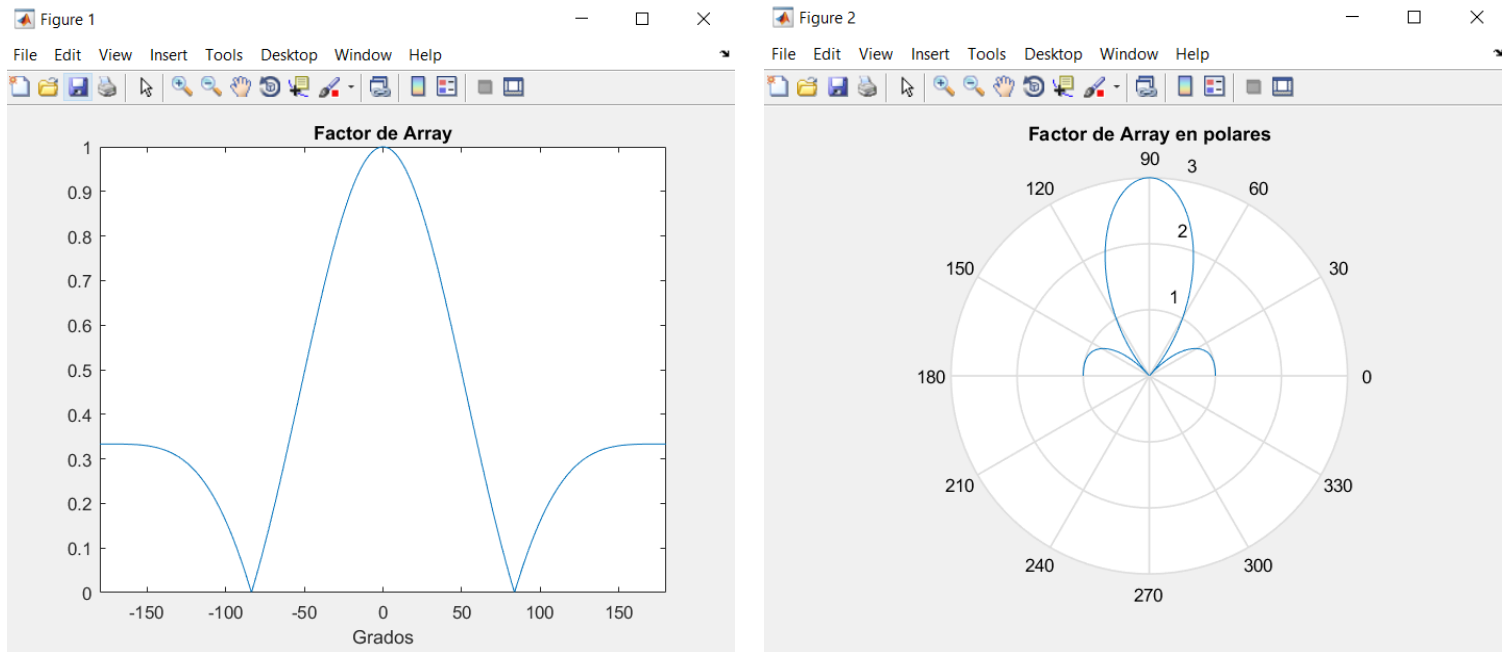 Figure 1
File Edit View Insert Tools Desktop Window Help
Factor de Array
1
0.9
0.8
0.7
0.6
0.5
0.4
0.3
0.2
0.1
0
-150 -100 -50 0 50 100 150
Grados
Figure 2
File Edit View Insert Tools Desktop Window Help
Factor de Array en polares
90
3
120 60
2
150 30
1
180 0
210 330
240 300
270